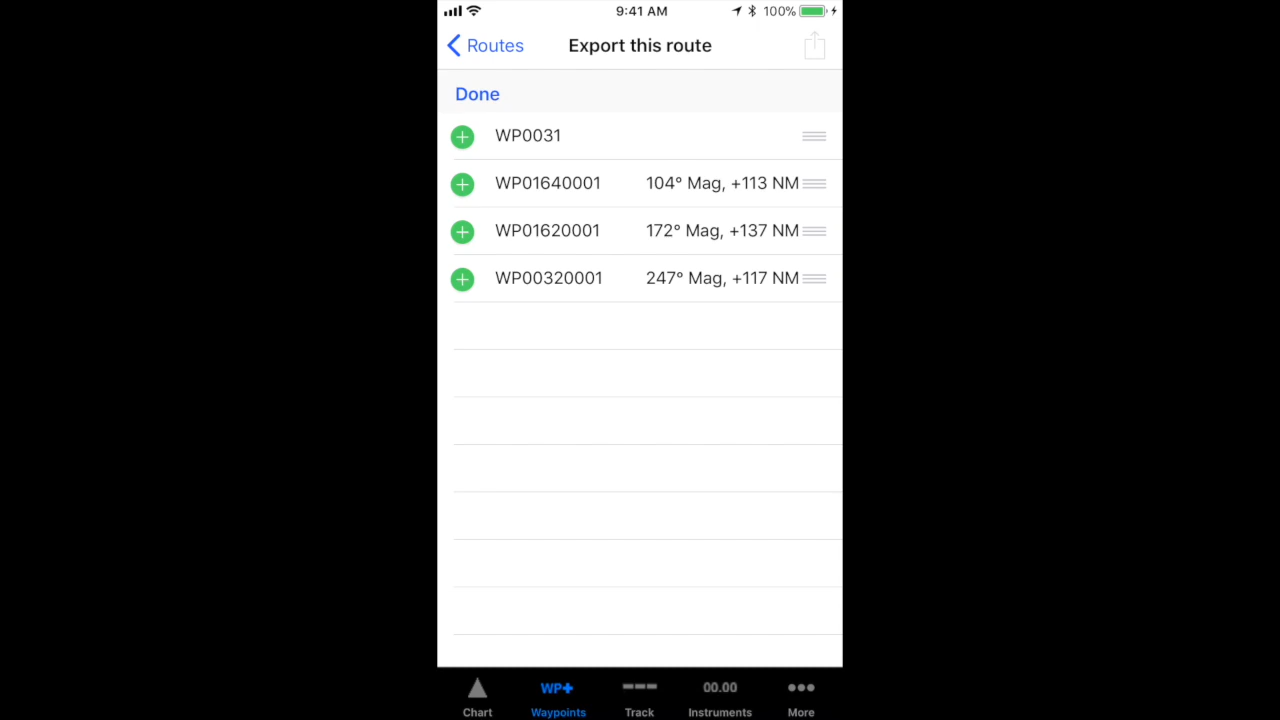 9:41 AM 100%
Routes Export this route
Done
WP0031
WP01640001 104° Mag, +113 NM
WP01620001 172° Mag, +137 NM
WP00320001 247° Mag, +117 NM
WP+ 00.00
Chart Waypoints Track Instruments More